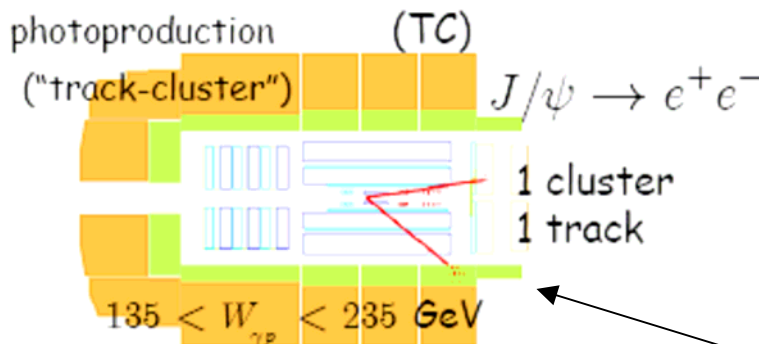 photoproduction (TC)
("track-cluster") J/ψ → e⁺e⁻
1 cluster
1 track
135 < W_γp < 235 GeV